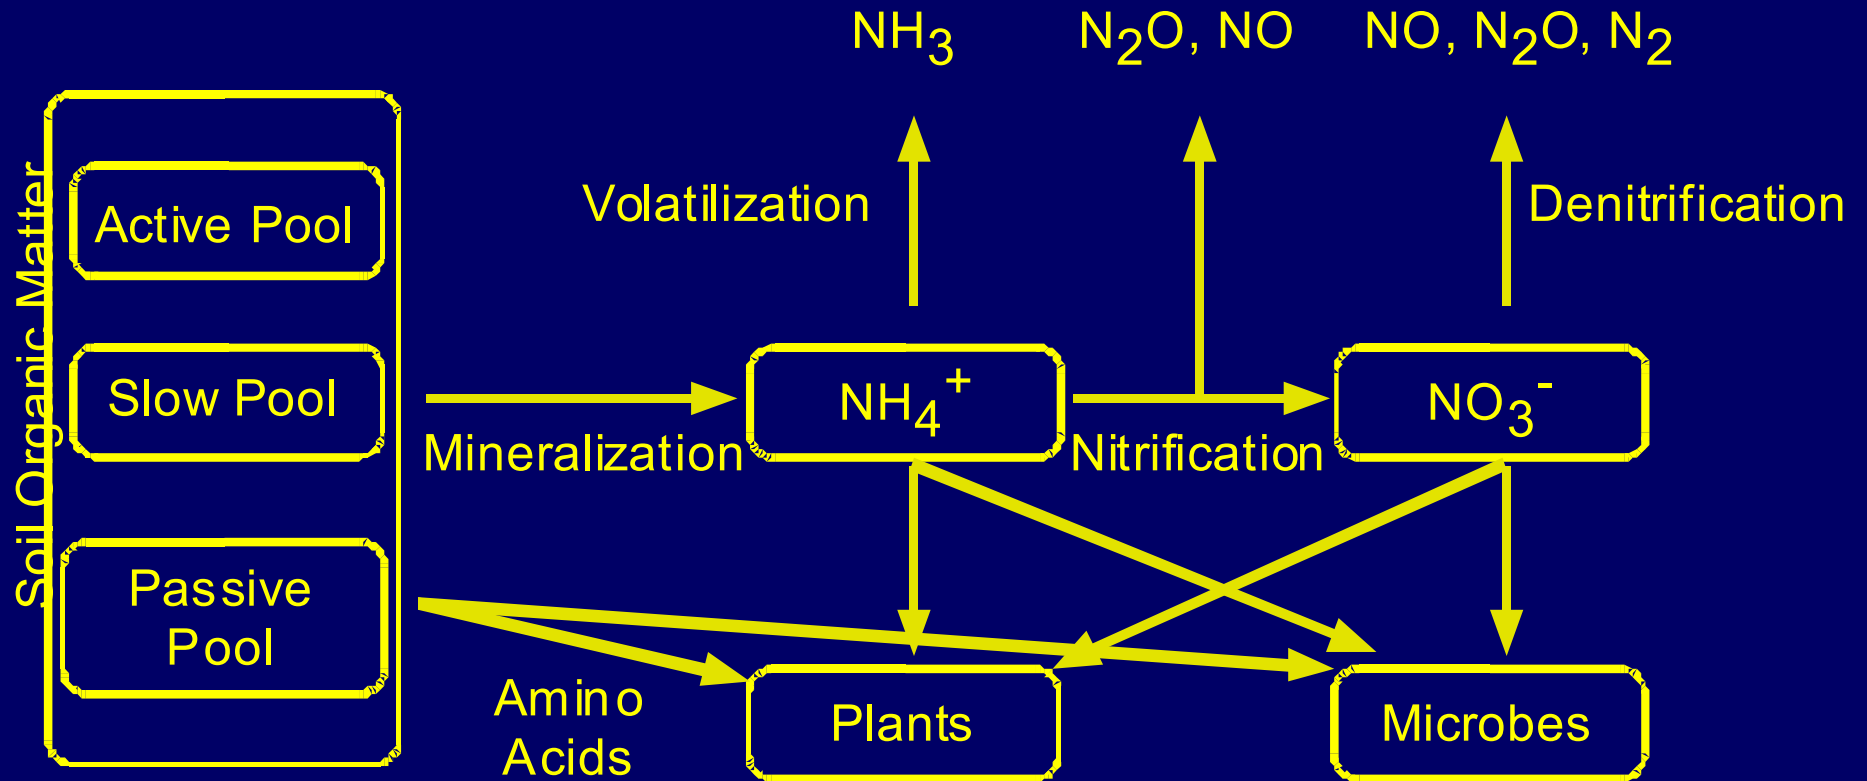 NH₃
N₂O, NO
NO, N₂O, N₂
Soil Organic Matter
Active Pool
Volatilization
Denitrification
Slow Pool
Mineralization
NH₄⁺
Nitrification
NO₃⁻
Passive
Pool
Amino
Acids
Plants
Microbes